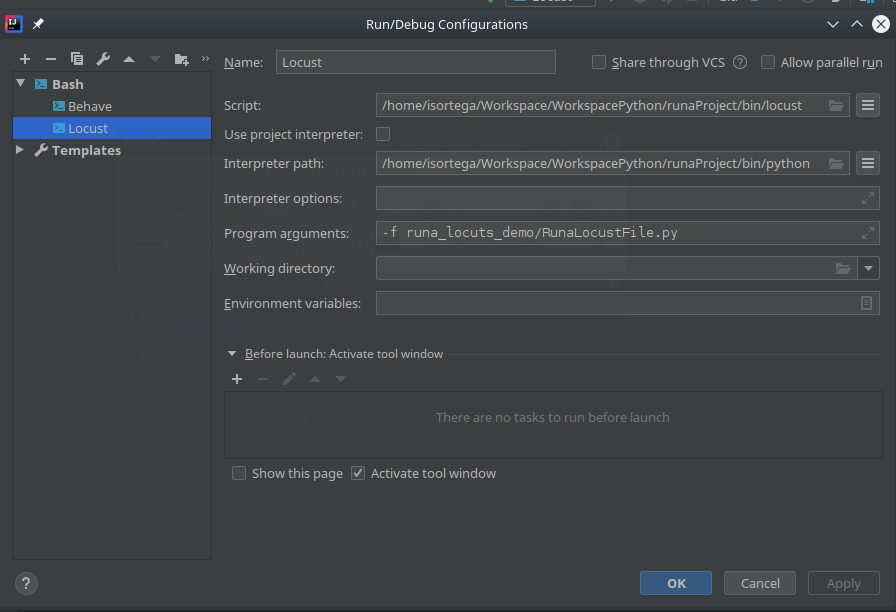 Run/Debug Configurations
Name: Locust Share through VCS ? Allow parallel run
Bash
Behave
Locust
Templates
Script: /home/isortega/Workspace/WorkspacePython/runaProject/bin/locust
Use project interpreter:
Interpreter path: /home/isortega/Workspace/WorkspacePython/runaProject/bin/python
Interpreter options:
Program arguments: -f runa_locuts_demo/RunaLocustFile.py
Working directory:
Environment variables:
Before launch: Activate tool window
There are no tasks to run before launch
Show this page Activate tool window
? OK Cancel Apply